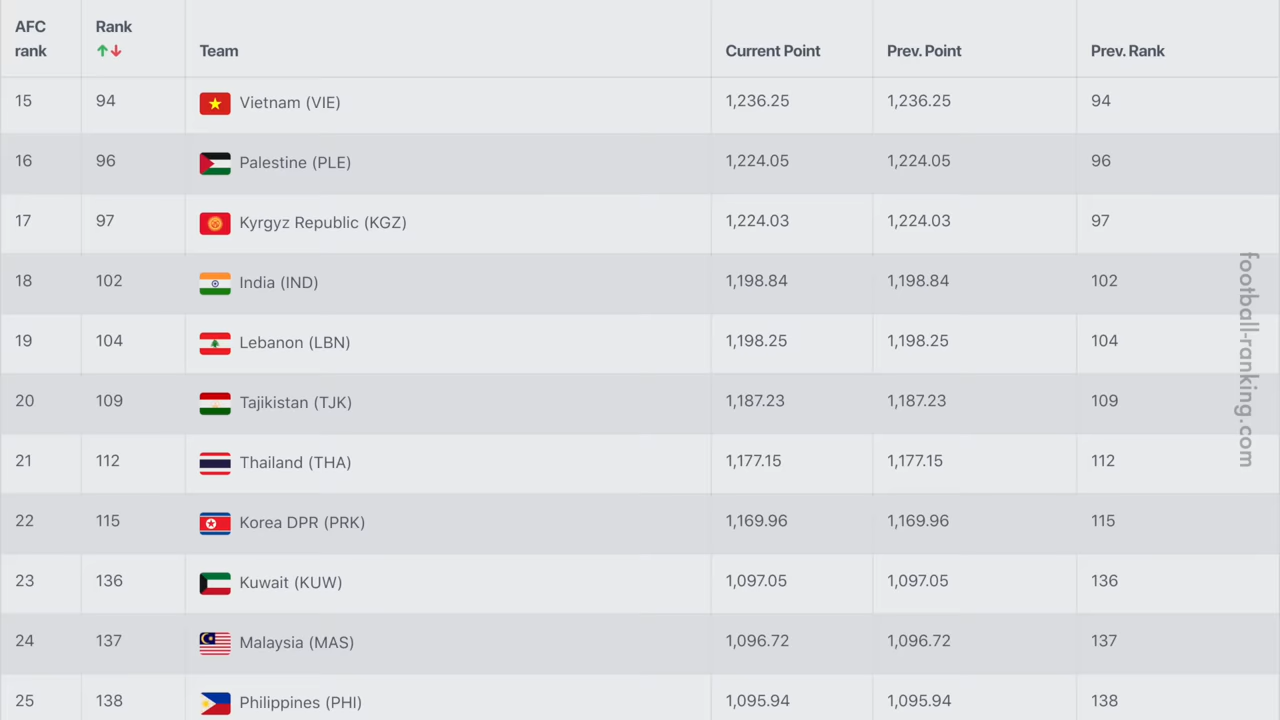 AFC rank Rank Team Current Point Prev. Point Prev. Rank
15 94 Vietnam (VIE) 1,236.25 1,236.25 94
16 96 Palestine (PLE) 1,224.05 1,224.05 96
17 97 Kyrgyz Republic (KGZ) 1,224.03 1,224.03 97
18 102 India (IND) 1,198.84 1,198.84 102
19 104 Lebanon (LBN) 1,198.25 1,198.25 104
20 109 Tajikistan (TJK) 1,187.23 1,187.23 109
21 112 Thailand (THA) 1,177.15 1,177.15 112
22 115 Korea DPR (PRK) 1,169.96 1,169.96 115
23 136 Kuwait (KUW) 1,097.05 1,097.05 136
24 137 Malaysia (MAS) 1,096.72 1,096.72 137
25 138 Philippines (PHI) 1,095.94 1,095.94 138
football-ranking.com